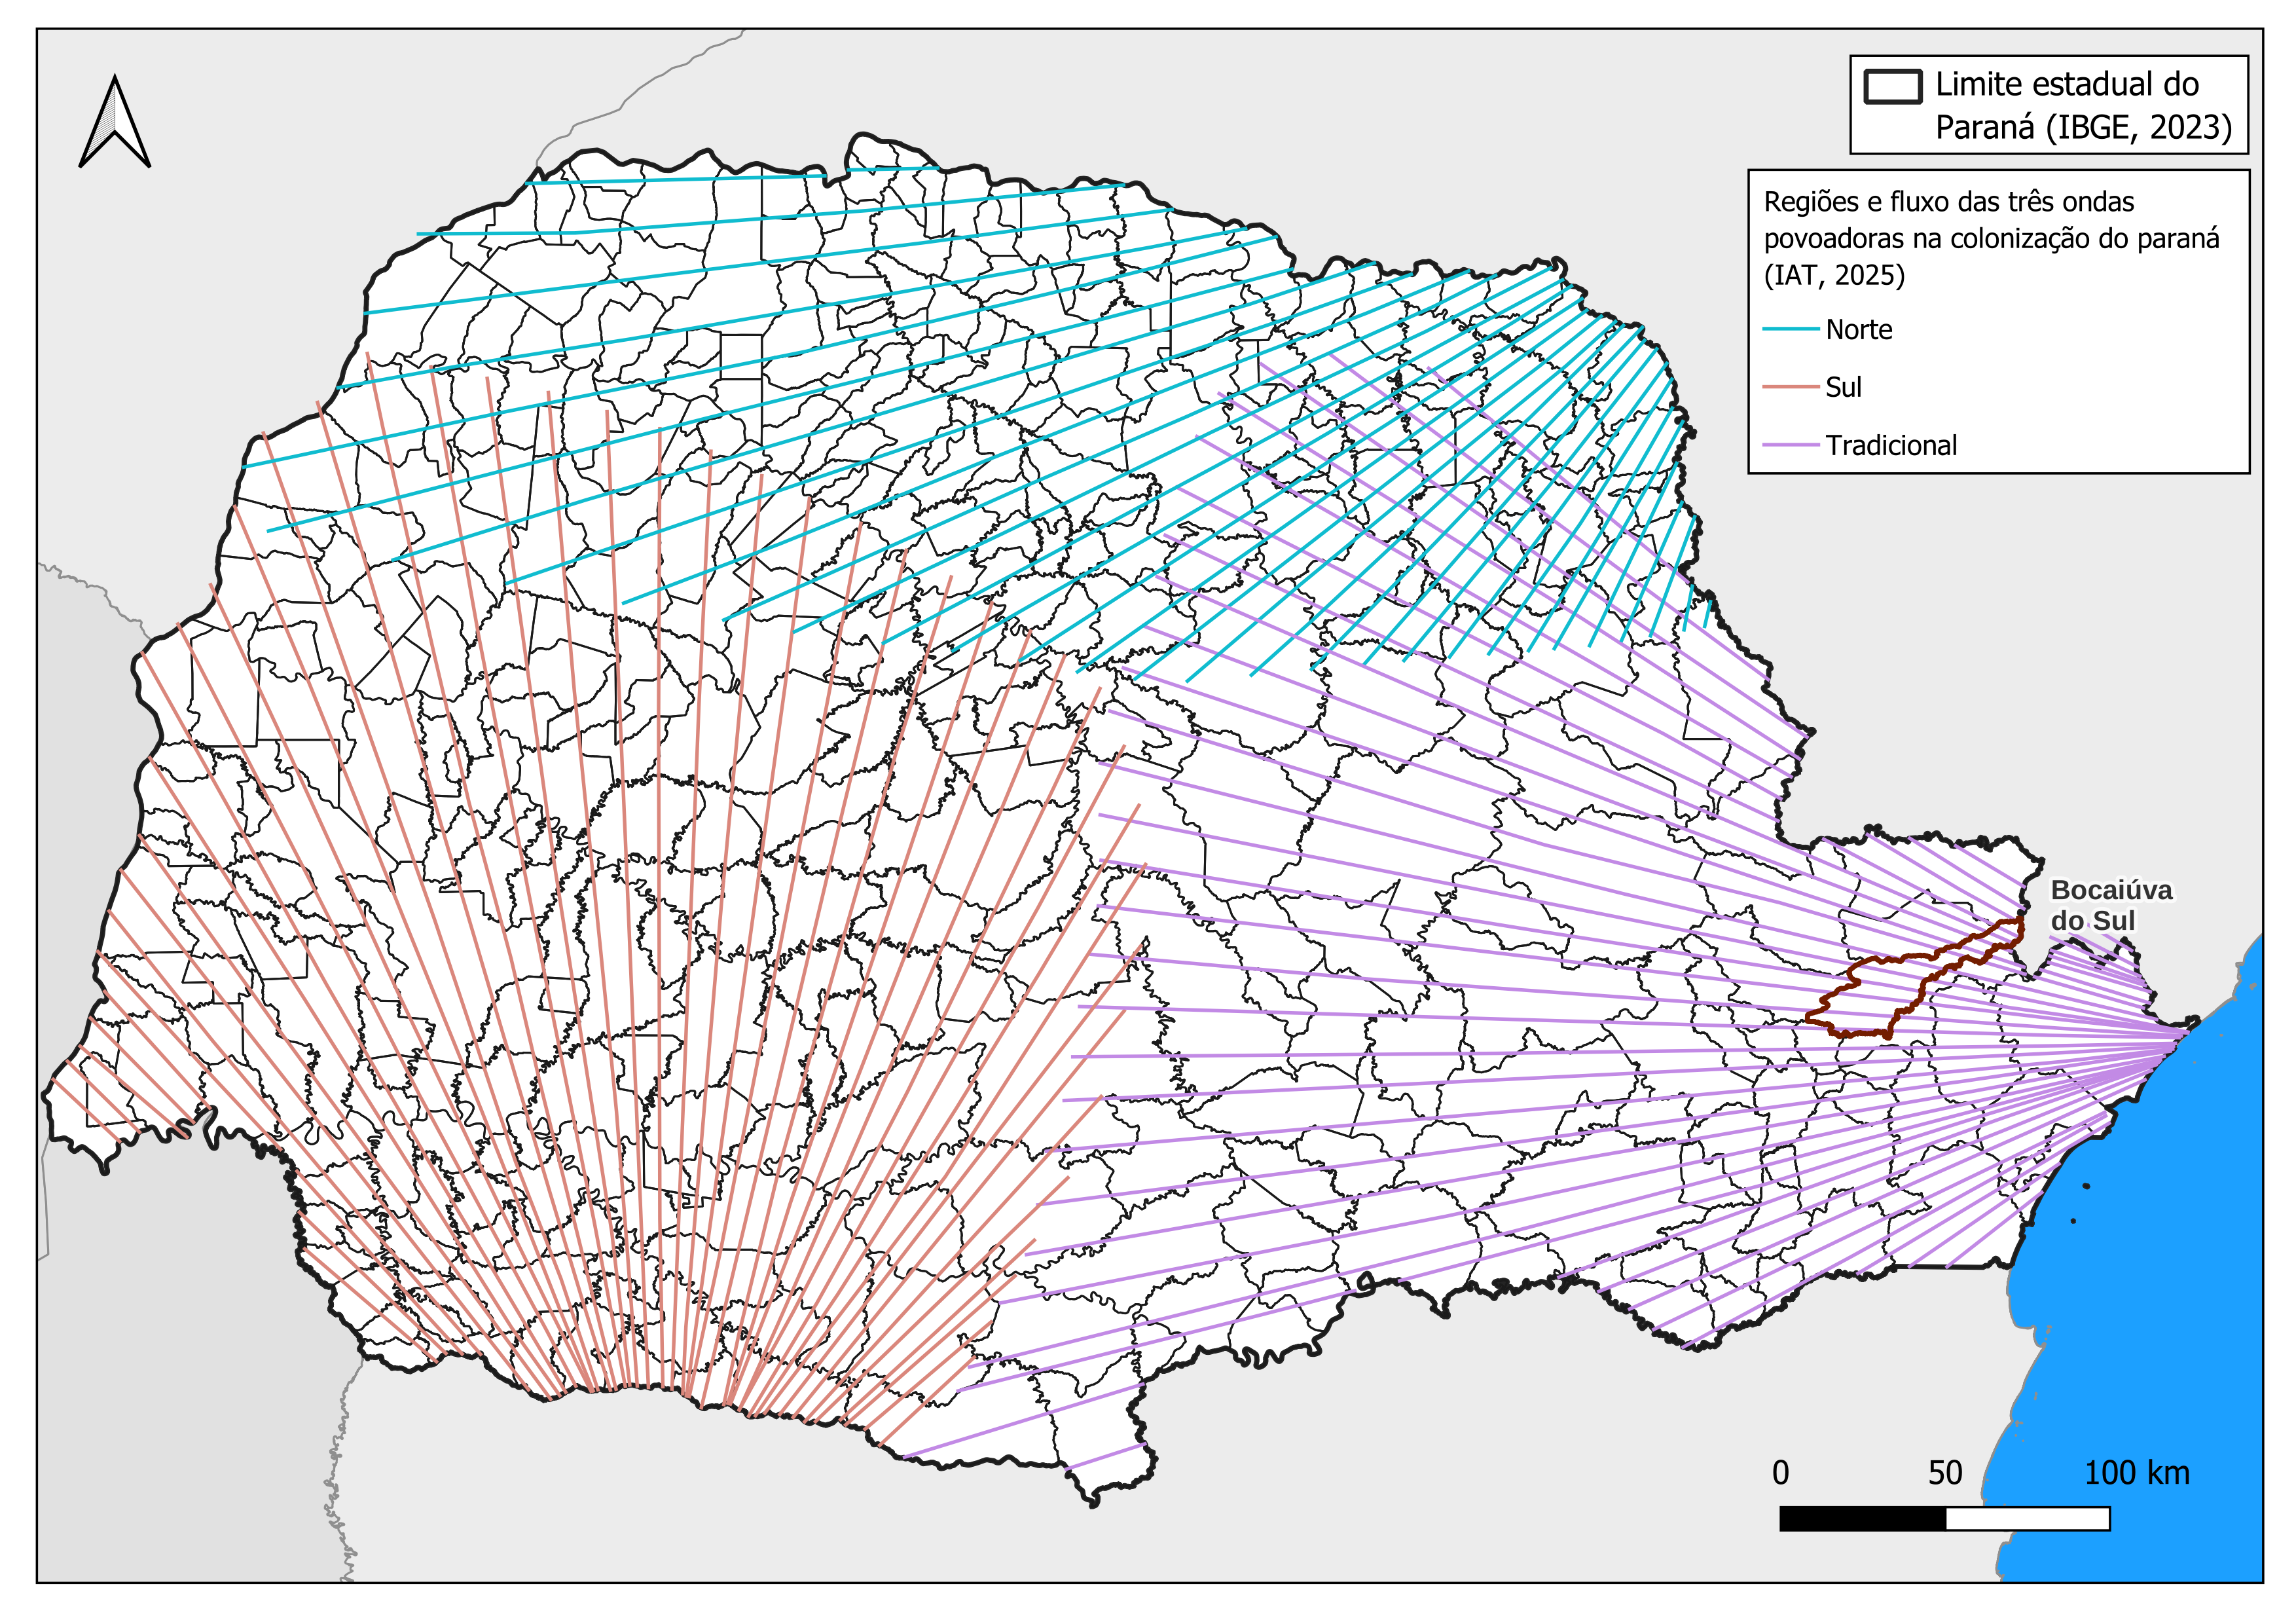 Limite estadual do
Paraná (IBGE, 2023)
Regiões e fluxo das três ondas
povoadoras na colonização do paraná
(IAT, 2025)
Norte
Sul
Tradicional
Bocaiúva
do Sul
0 50 100 km